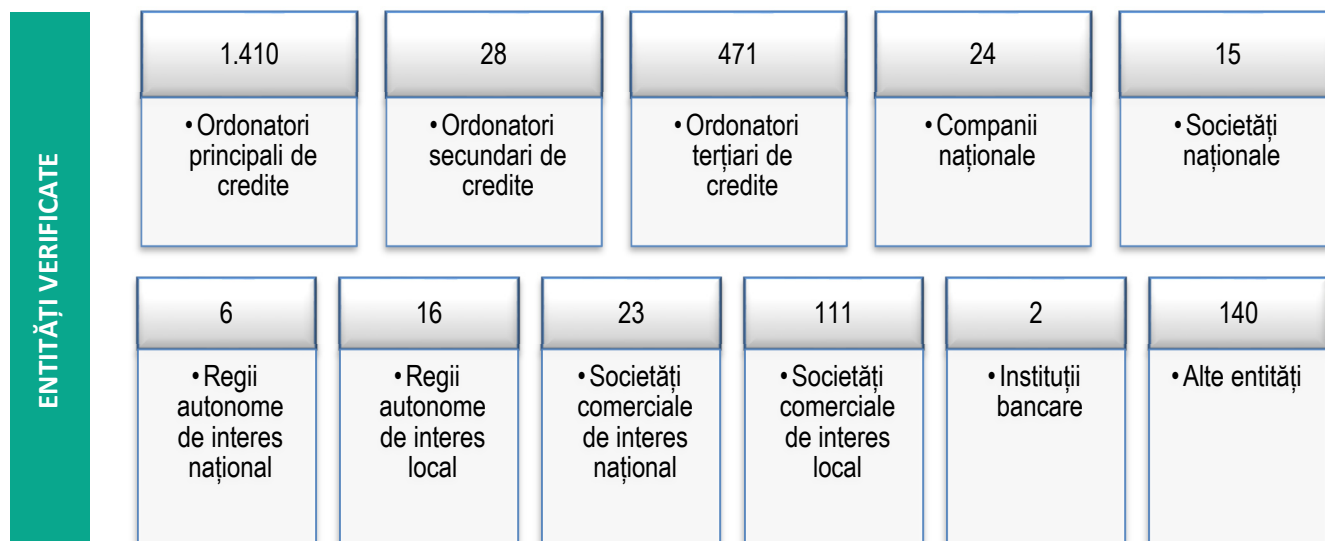 ENTITĂȚI VERIFICATE
1.410
• Ordonatori
principali de
credite
28
• Ordonatori
secundari de
credite
471
• Ordonatori
terțiari de
credite
24
• Companii
naționale
15
• Societăți
naționale
6
• Regii
autonome
de interes
național
16
• Regii
autonome
de interes
local
23
• Societăți
comerciale
de interes
național
111
• Societăți
comerciale
de interes
local
2
• Instituții
bancare
140
• Alte entități